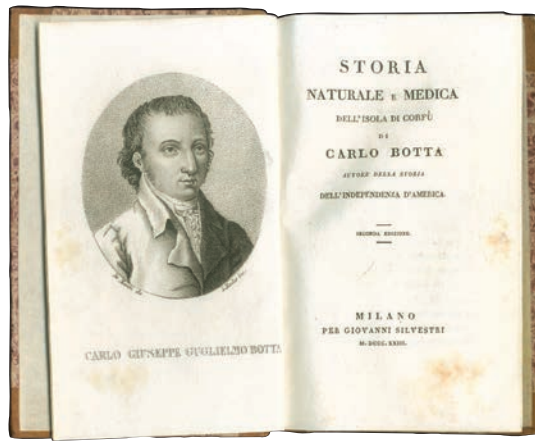 CARLO GIUSEPPE GUGLIELMO BOTTA
STORIA
NATURALE E MEDICA
DELL'ISOLA DI CORFÙ
DI
CARLO BOTTA
AUTORE DELLA STORIA
DELL'INDEPENDENZA D'AMERICA
SECONDA EDIZIONE.
MILANO
PER GIOVANNI SILVESTRI
M. DCCC. XXIII.